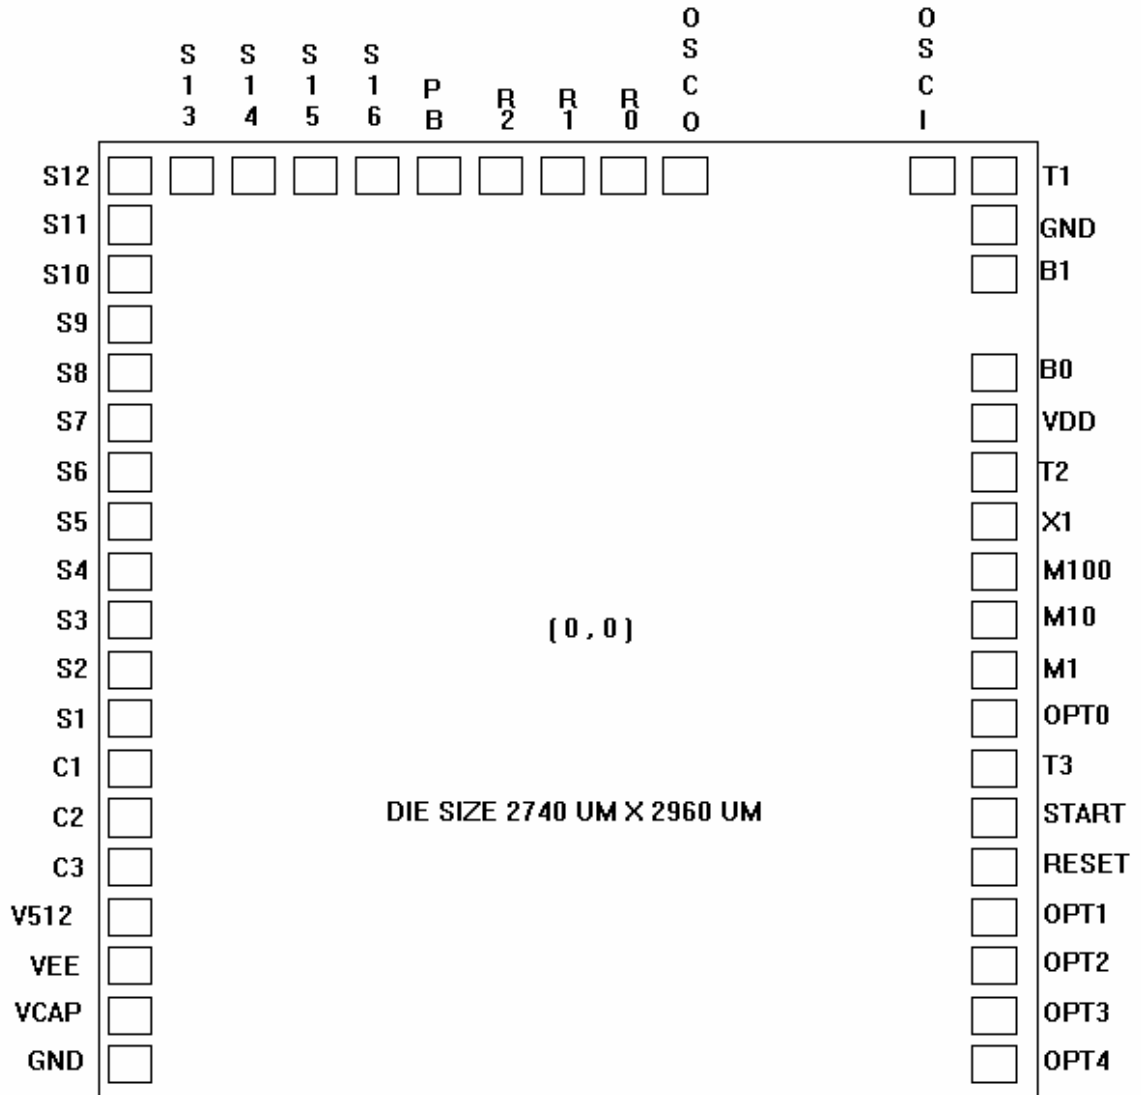 S13
S14
S15
S16
PB
R2
R1
R0
OSCO
OSCI
S12
T1
S11
GND
S10
B1
S9
S8
B0
S7
VDD
S6
T2
S5
X1
S4
M100
S3
(0,0)
M10
S2
M1
S1
OPT0
C1
T3
C2
DIE SIZE 2740 UM X 2960 UM
START
C3
RESET
V512
OPT1
VEE
OPT2
VCAP
OPT3
GND
OPT4